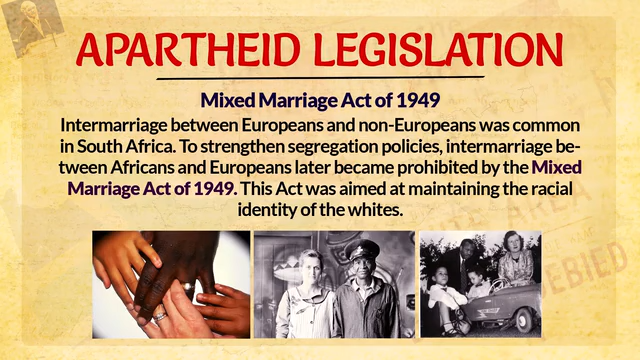 APARTHEID LEGISLATION
Mixed Marriage Act of 1949
Intermarriage between Europeans and non-Europeans was common
in South Africa. To strengthen segregation policies, intermarriage be-
tween Africans and Europeans later became prohibited by the Mixed
Marriage Act of 1949. This Act was aimed at maintaining the racial
identity of the whites.
AREA